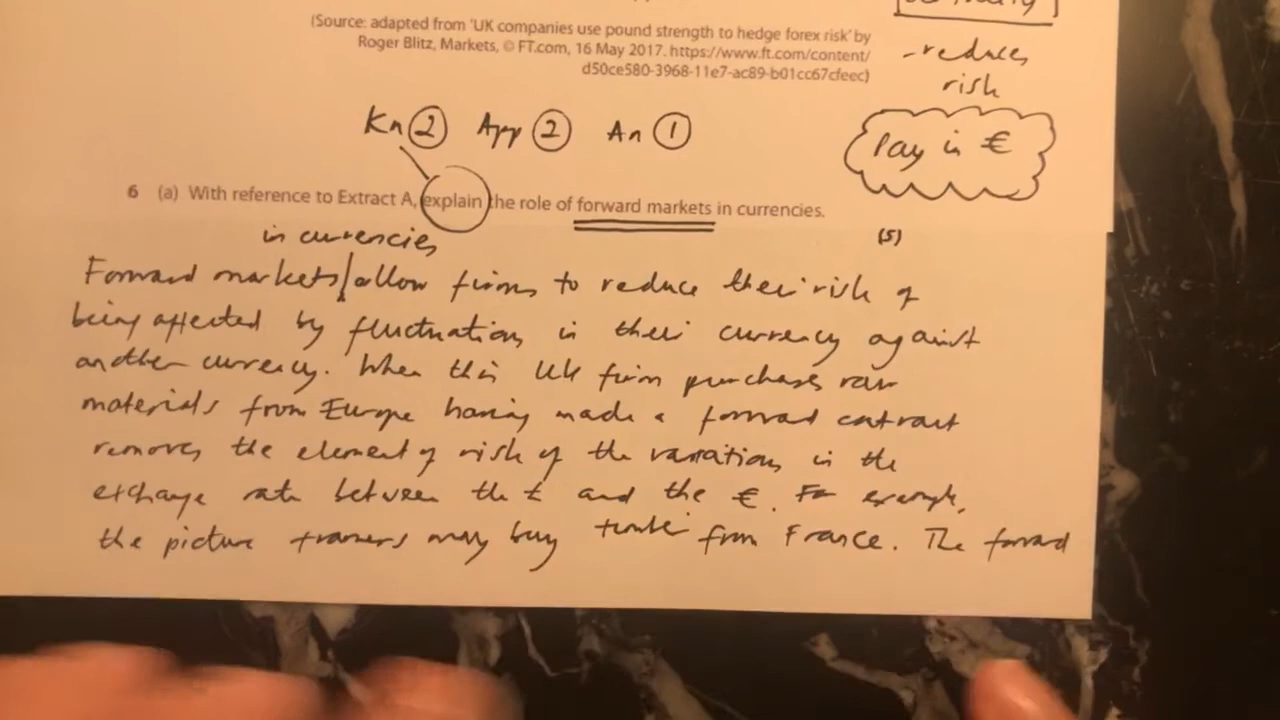 (Source: adapted from 'UK companies use pound strength to hedge forex risk' by
Roger Blitz, Markets, © FT.com, 16 May 2017. https://www.ft.com/content/
d50ce580-3968-11e7-ac89-b01cc67cfeec)
- reduces
risk
Pay in €
Kn 2 App 2 An 1
6 (a) With reference to Extract A, explain the role of forward markets in currencies.
(5)
in currencies
Forward markets/allow firms to reduce their risk of
being affected by fluctuations in their currency against
another currency. When this UK firm purchases raw
materials from Europe having made a forward contract
removes the element of risk of the variations in the
exchange rate between the £ and the €. For example,
the picture framers may buy timber from France. The forward